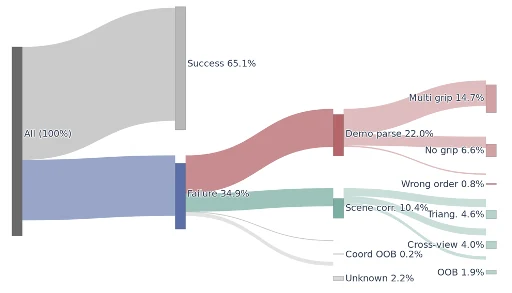 Success 65.1%
Multi grip 14.7%
All (100%)
Demo parse 22.0%
No grip 6.6%
Wrong order 0.8%
Failure 34.9%
Scene corr. 10.4%
Triang. 4.6%
Cross-view 4.0%
Coord OOB 0.2%
OOB 1.9%
Unknown 2.2%